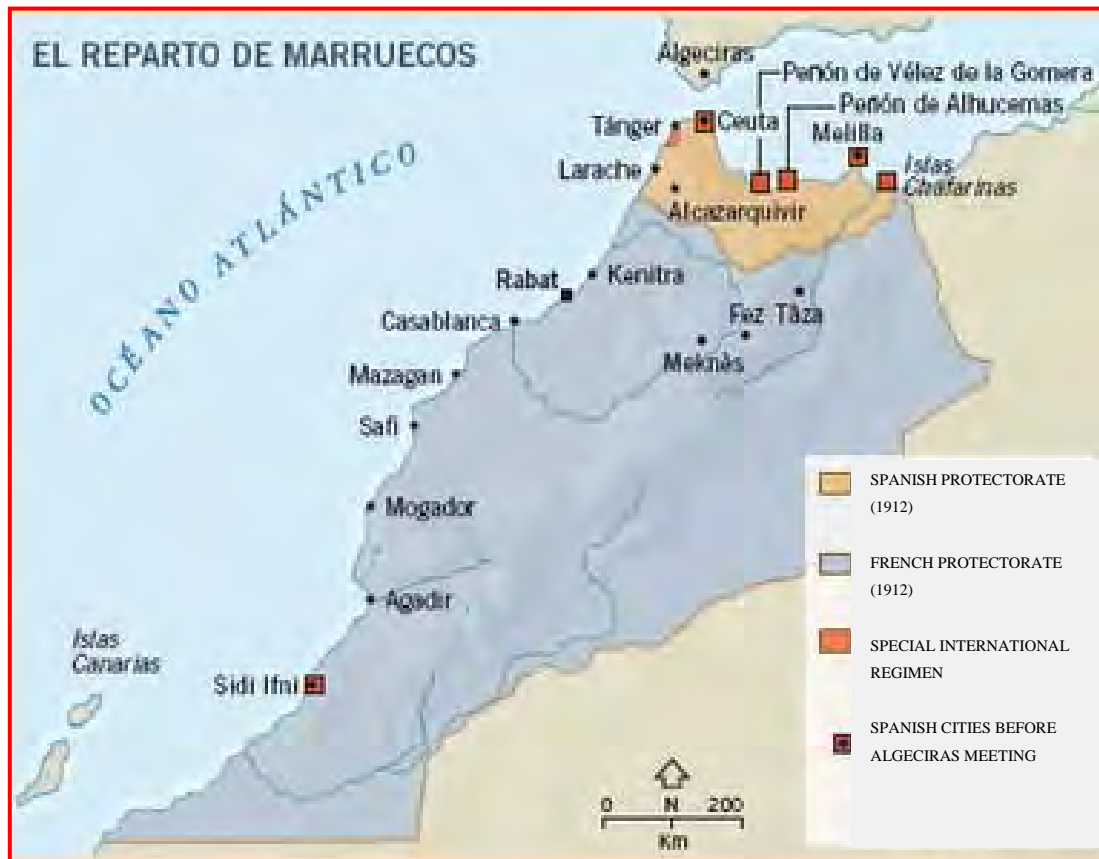 EL REPARTO DE MARRUECOS
Algeciras
Peñón de Vélez de la Gomera
Peñón de Alhucemas
Tánger
Ceuta
Melilla
Larache
Islas
Chafarinas
Alcazarquivir
OCÉANO ATLÁNTICO
Rabat
Kenitra
Casablanca
Fez
Tâza
Meknès
Mazagan
Safi
Mogador
Agadir
Islas
Canarias
Sidi Ifni
SPANISH PROTECTORATE
(1912)
FRENCH PROTECTORATE
(1912)
SPECIAL INTERNATIONAL
REGIMEN
SPANISH CITIES BEFORE
ALGECIRAS MEETING
0 N 200
Km